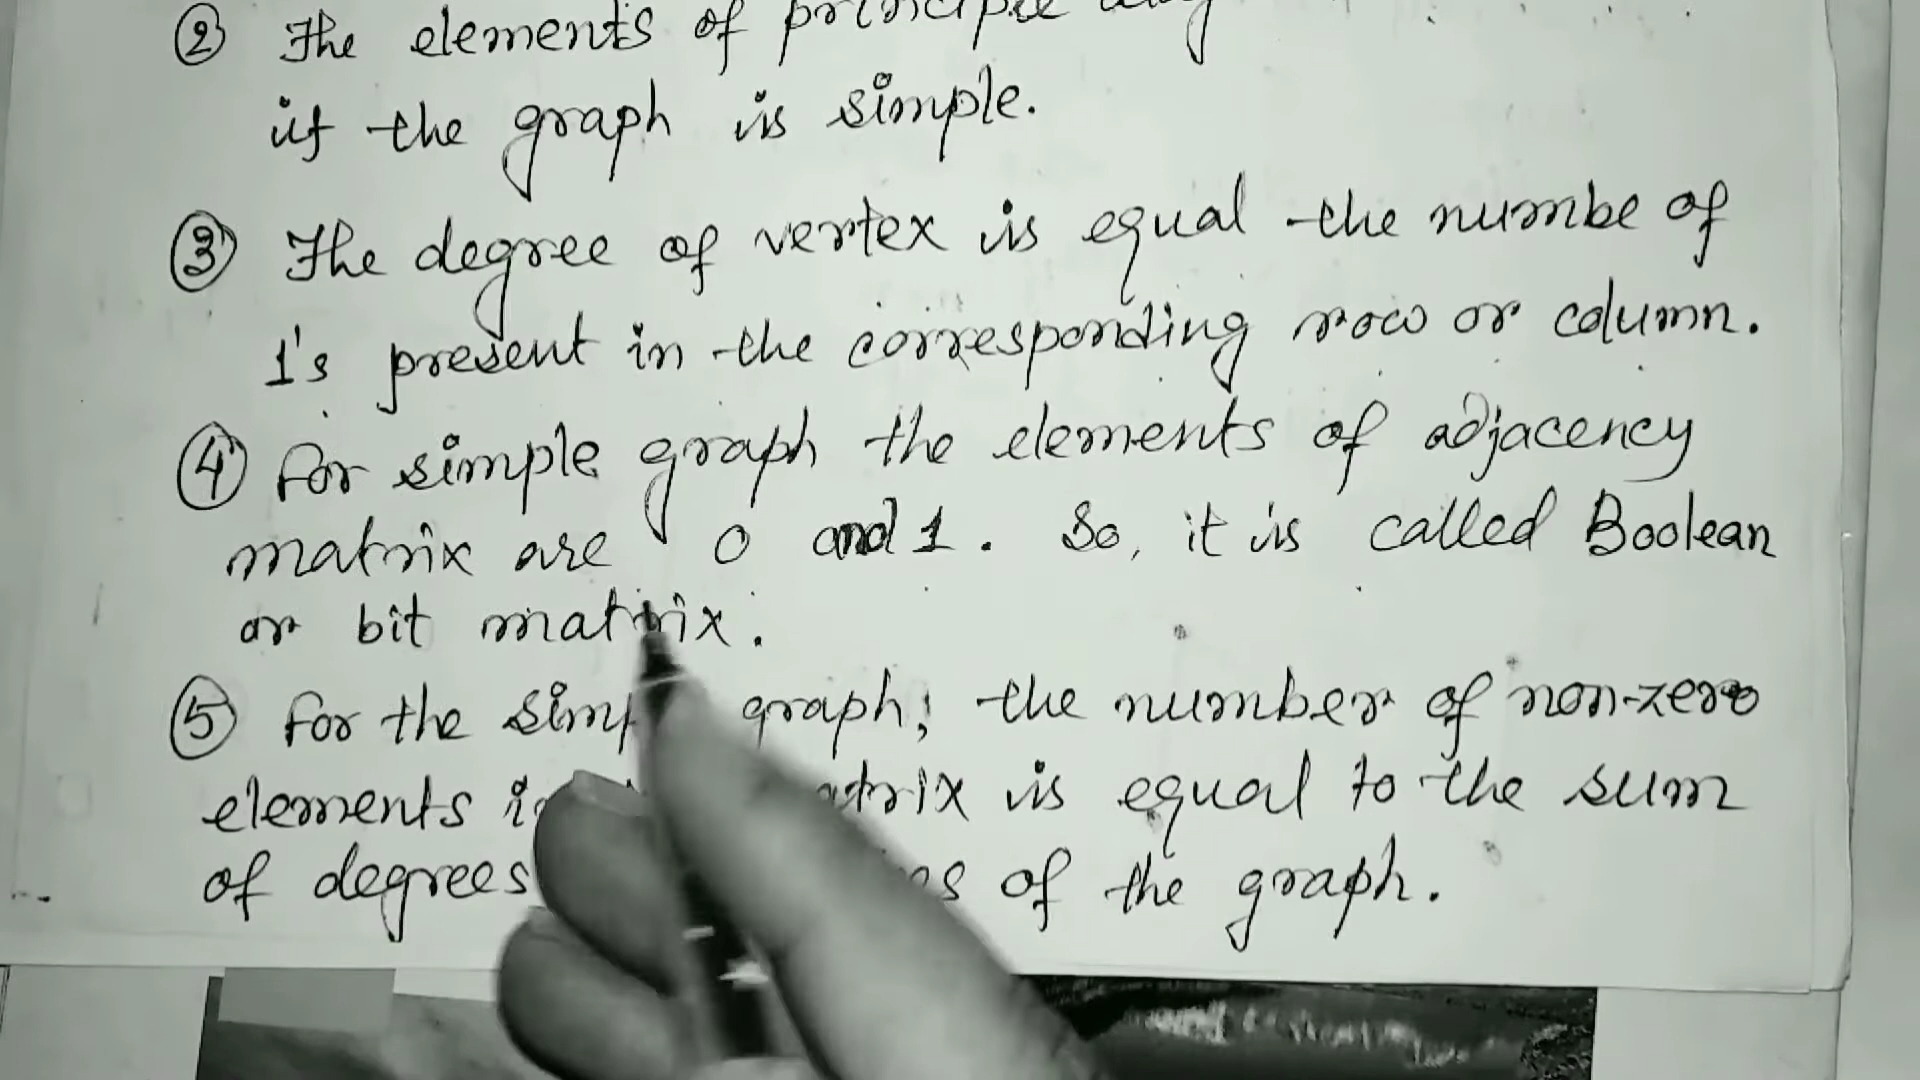 ② The elements of principle
if the graph is simple.
③ The degree of vertex is equal the numbe of
1's present in the corresponding row or column.
④ For simple graph the elements of adjacency
matrix are 0 and 1. So, it is called Boolean
or bit matrix.
⑤ For the graph; the number of non-zero
elements is equal to the sum
of degrees of the graph.